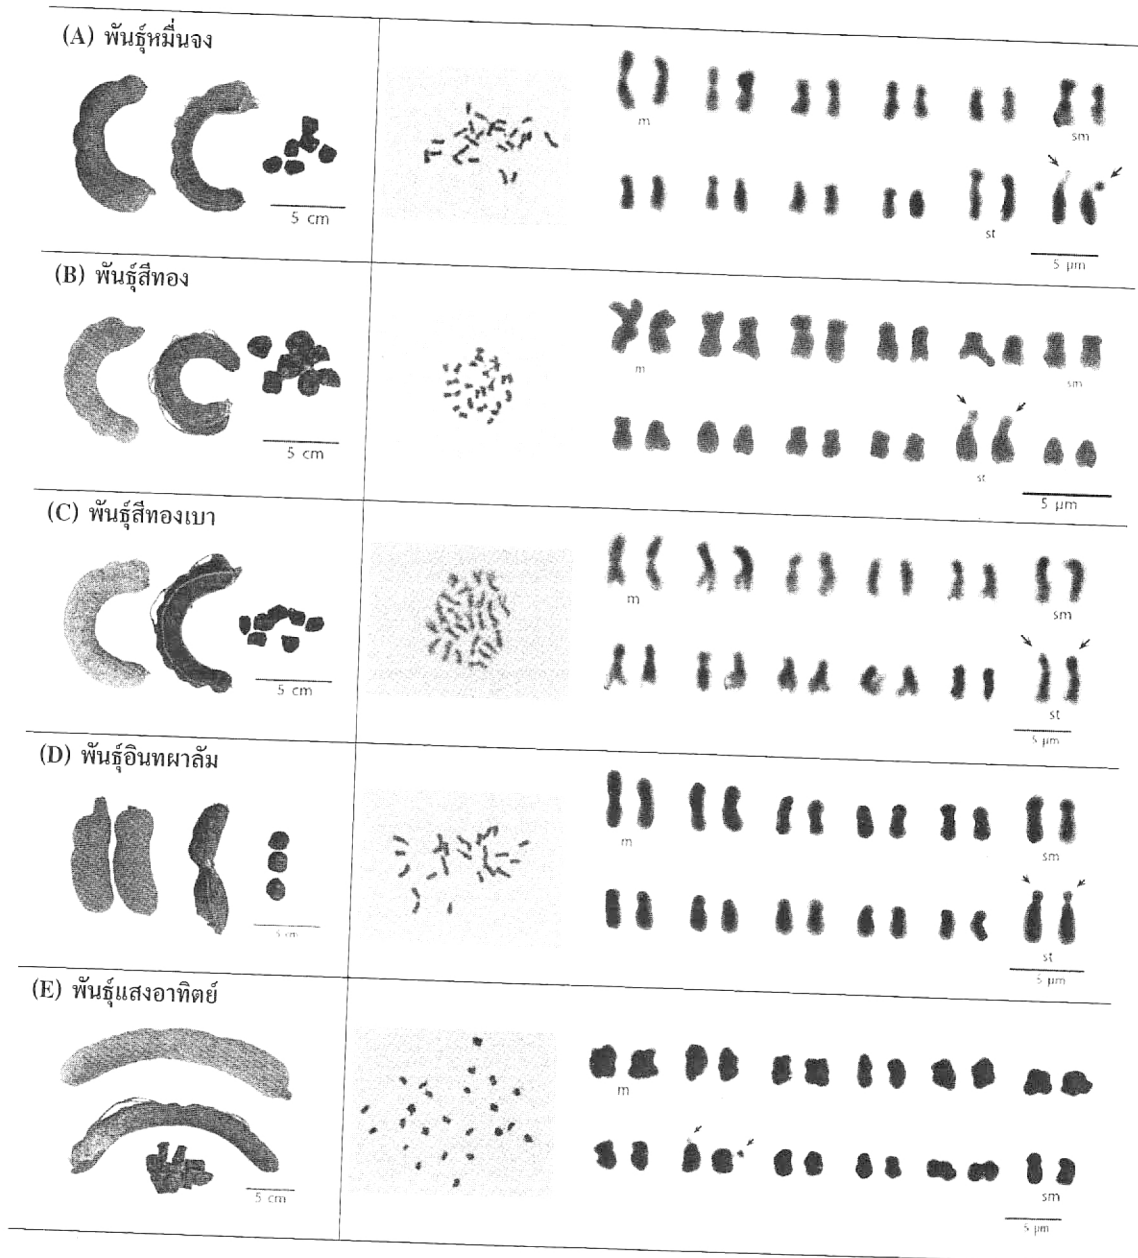 (A) พันธุ์หมื่นจง
5 cm
m
sm
st
5 µm
(B) พันธุ์สีทอง
5 cm
m
sm
st
5 µm
(C) พันธุ์สีทองเบา
5 cm
m
sm
st
5 µm
(D) พันธุ์อินทผาลัม
5 cm
m
sm
st
5 µm
(E) พันธุ์แสงอาทิตย์
5 cm
m
sm
5 µm